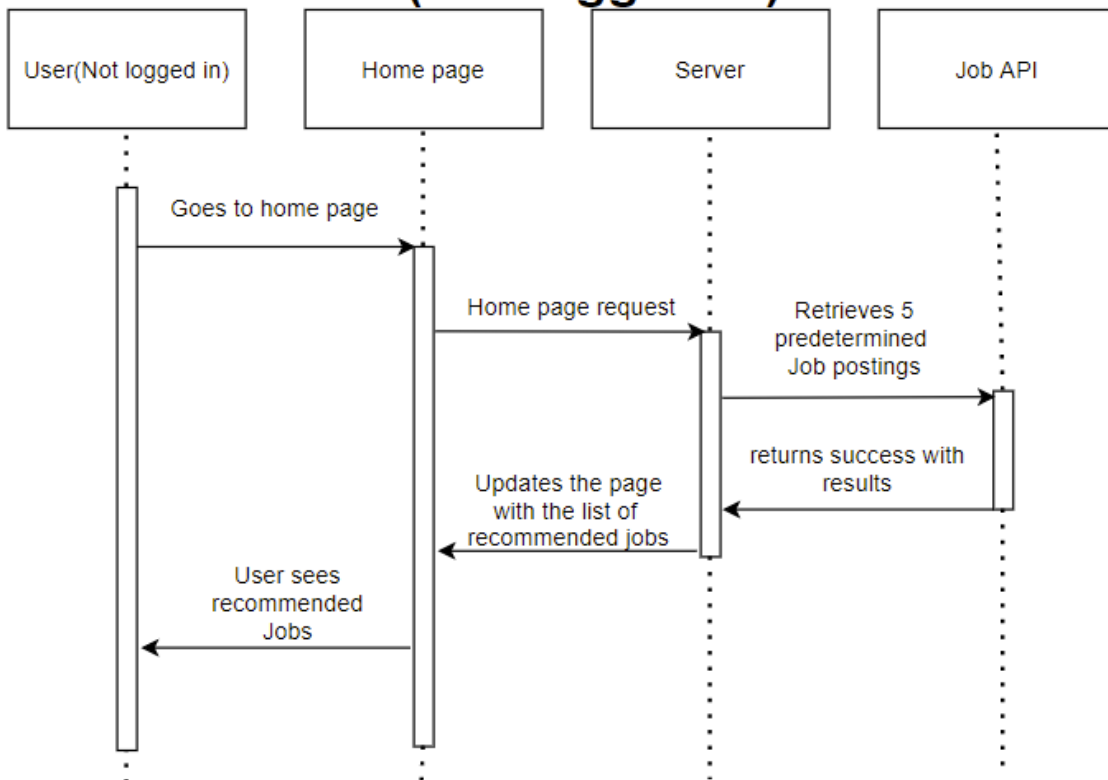 User(Not logged in)
Home page
Server
Job API
Goes to home page
Home page request
Retrieves 5
predetermined
Job postings
returns success with
results
Updates the page
with the list of
recommended jobs
User sees
recommended
Jobs